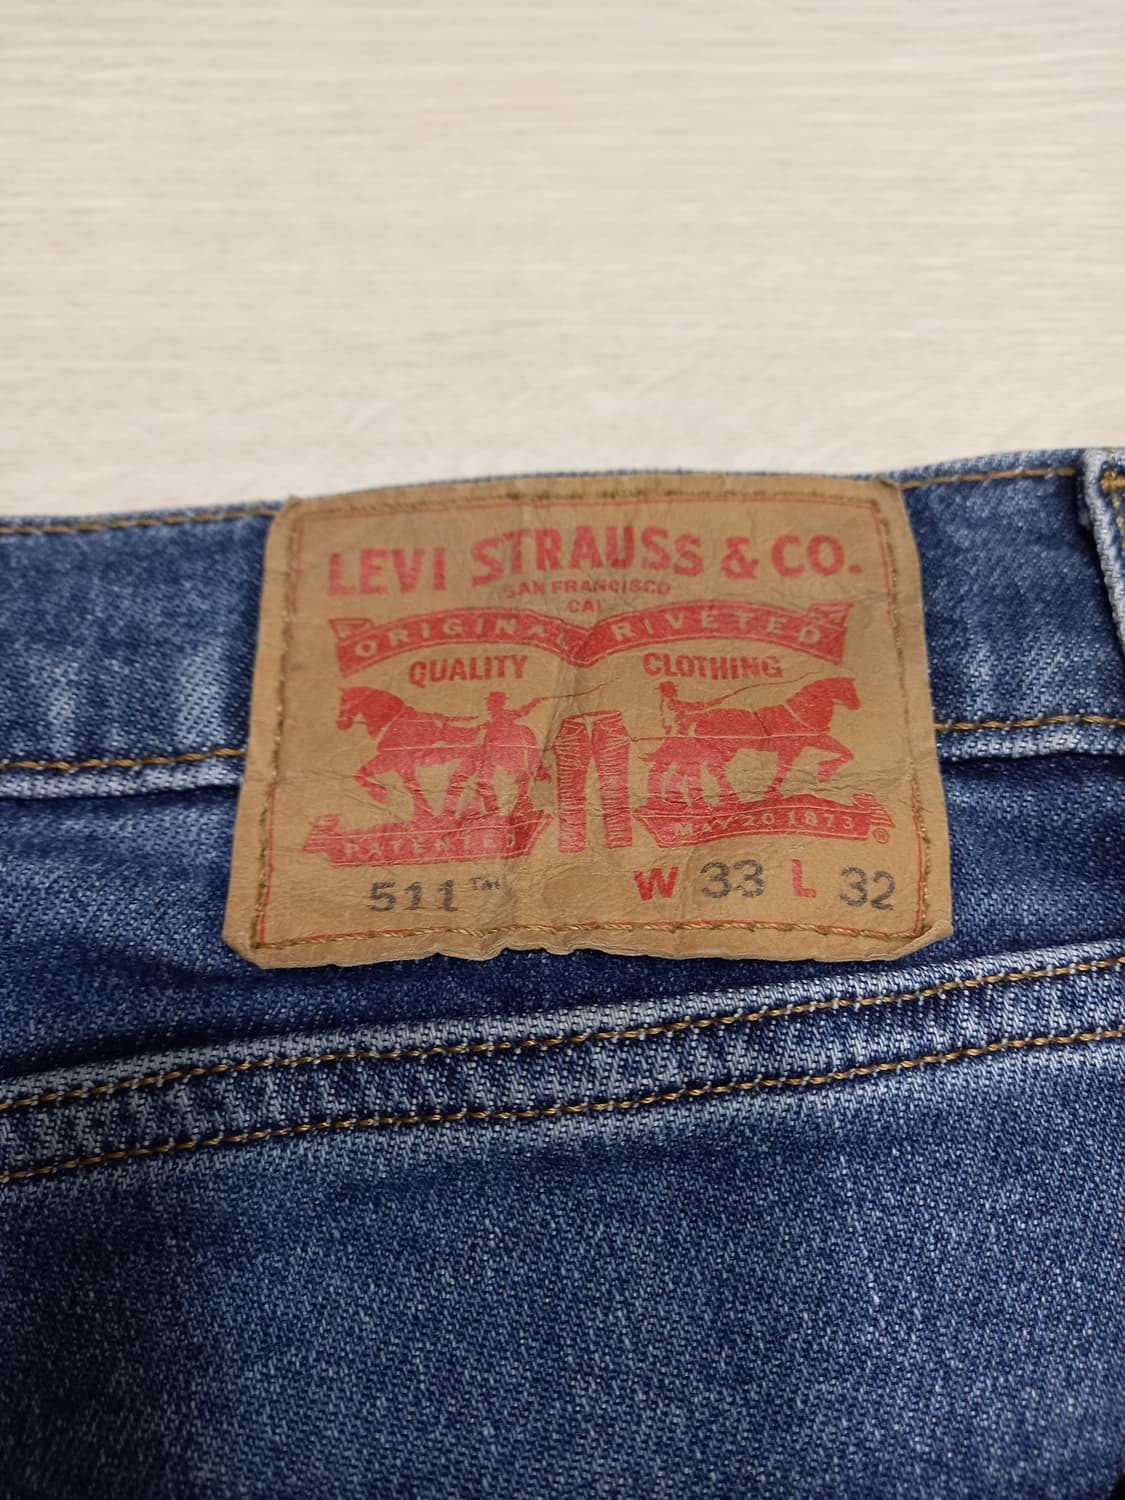 LEVI STRAUSS & CO.
SAN FRANCISCO
CAL
ORIGINAL RIVETED
QUALITY CLOTHING
PATENTED MAY 20 1873 ®
511™ W 33 L 32